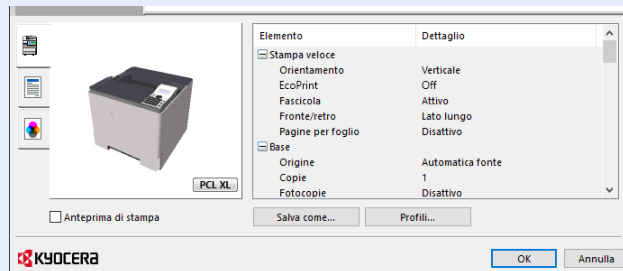 Elemento Dettaglio
Stampa veloce
Orientamento Verticale
EcoPrint Off
Fascicola Attivo
Fronte/retro Lato lungo
Pagine per foglio Disattivo
Base
Origine Automatica fonte
Copie 1
Fotocopie Disattivo
PCL XL
Anteprima di stampa Salva come... Profili...
KYOCERA OK Annulla